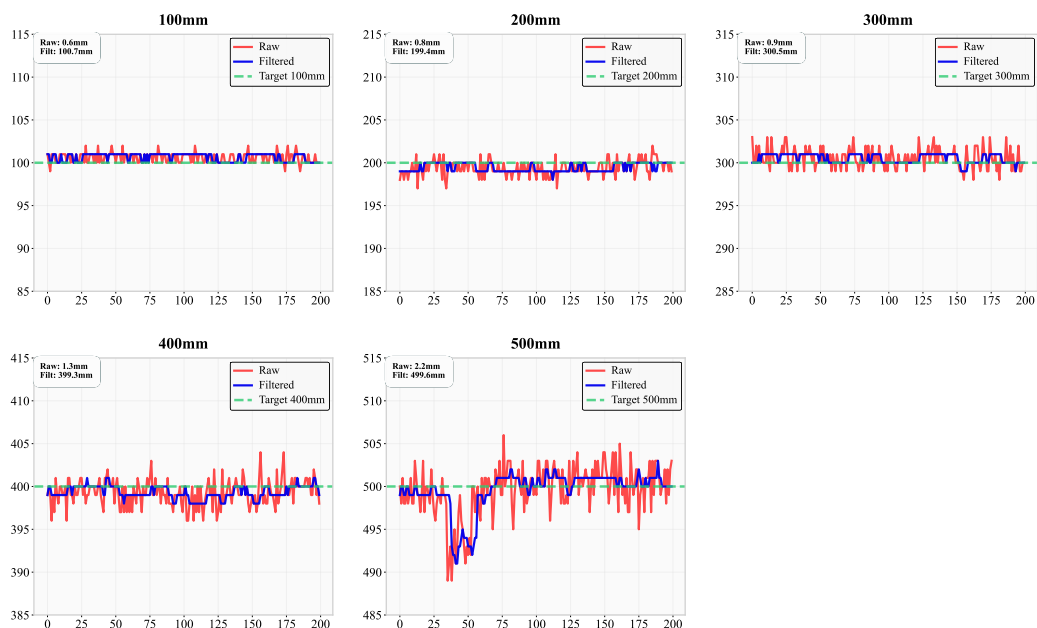 100mm
115
110
105
100
95
90
85
Raw: 0.6mm
Filt: 100.7mm
Raw
Filtered
Target 100mm
0 25 50 75 100 125 150 175 200
200mm
215
210
205
200
195
190
185
Raw: 0.8mm
Filt: 199.4mm
Raw
Filtered
Target 200mm
0 25 50 75 100 125 150 175 200
300mm
315
310
305
300
295
290
285
Raw: 0.9mm
Filt: 300.5mm
Raw
Filtered
Target 300mm
0 25 50 75 100 125 150 175 200
400mm
415
410
405
400
395
390
385
Raw: 1.3mm
Filt: 399.3mm
Raw
Filtered
Target 400mm
0 25 50 75 100 125 150 175 200
500mm
515
510
505
500
495
490
485
Raw: 2.2mm
Filt: 499.6mm
Raw
Filtered
Target 500mm
0 25 50 75 100 125 150 175 200